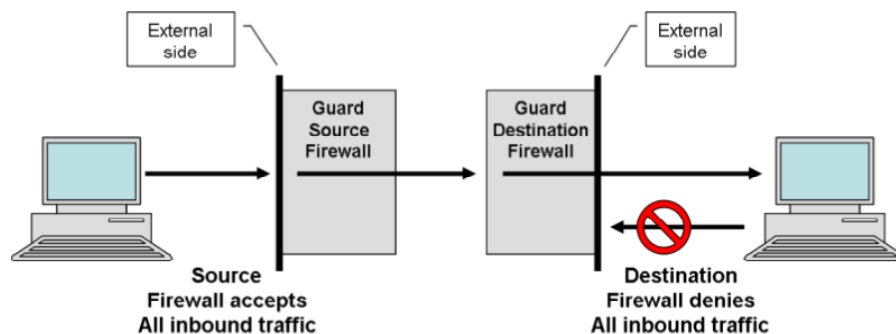 External
side
External
side
Guard
Source
Firewall
Guard
Destination
Firewall
Source
Firewall accepts
All inbound traffic
Destination
Firewall denies
All inbound traffic